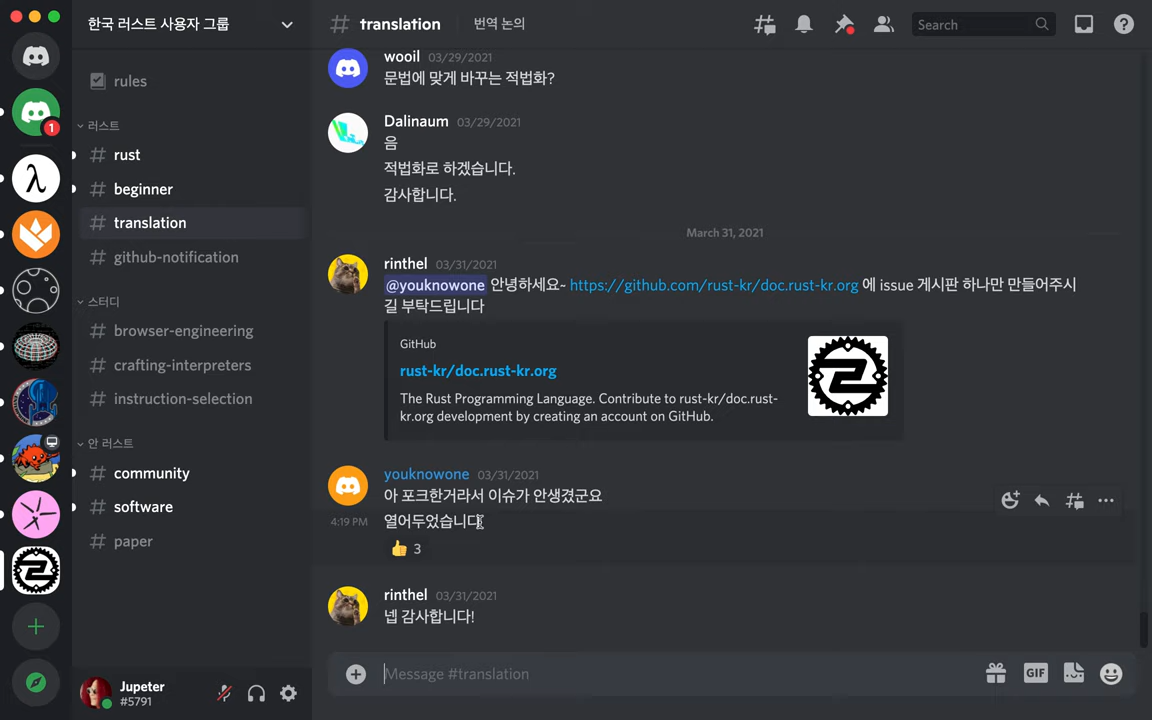 한국 러스트 사용자 그룹
# translation
번역 논의
Search
rules
러스트
# rust
# beginner
# translation
# github-notification
스터디
# browser-engineering
# crafting-interpreters
# instruction-selection
안 러스트
# community
# software
# paper
Jupeter
#5791
1
wooil 03/29/2021
문법에 맞게 바꾸는 적법화?
Dalinaum 03/29/2021
음
적법화로 하겠습니다.
감사합니다.
March 31, 2021
rinthel 03/31/2021
@youknowone 안녕하세요~ https://github.com/rust-kr/doc.rust-kr.org 에 issue 게시판 하나만 만들어주시
길 부탁드립니다
GitHub
rust-kr/doc.rust-kr.org
The Rust Programming Language. Contribute to rust-kr/doc.rust-
kr.org development by creating an account on GitHub.
youknowone 03/31/2021
아 포크한거라서 이슈가 안생겼군요
4:19 PM 열어두었습니다
👍 3
rinthel 03/31/2021
넵 감사합니다!
Message #translation
GIF